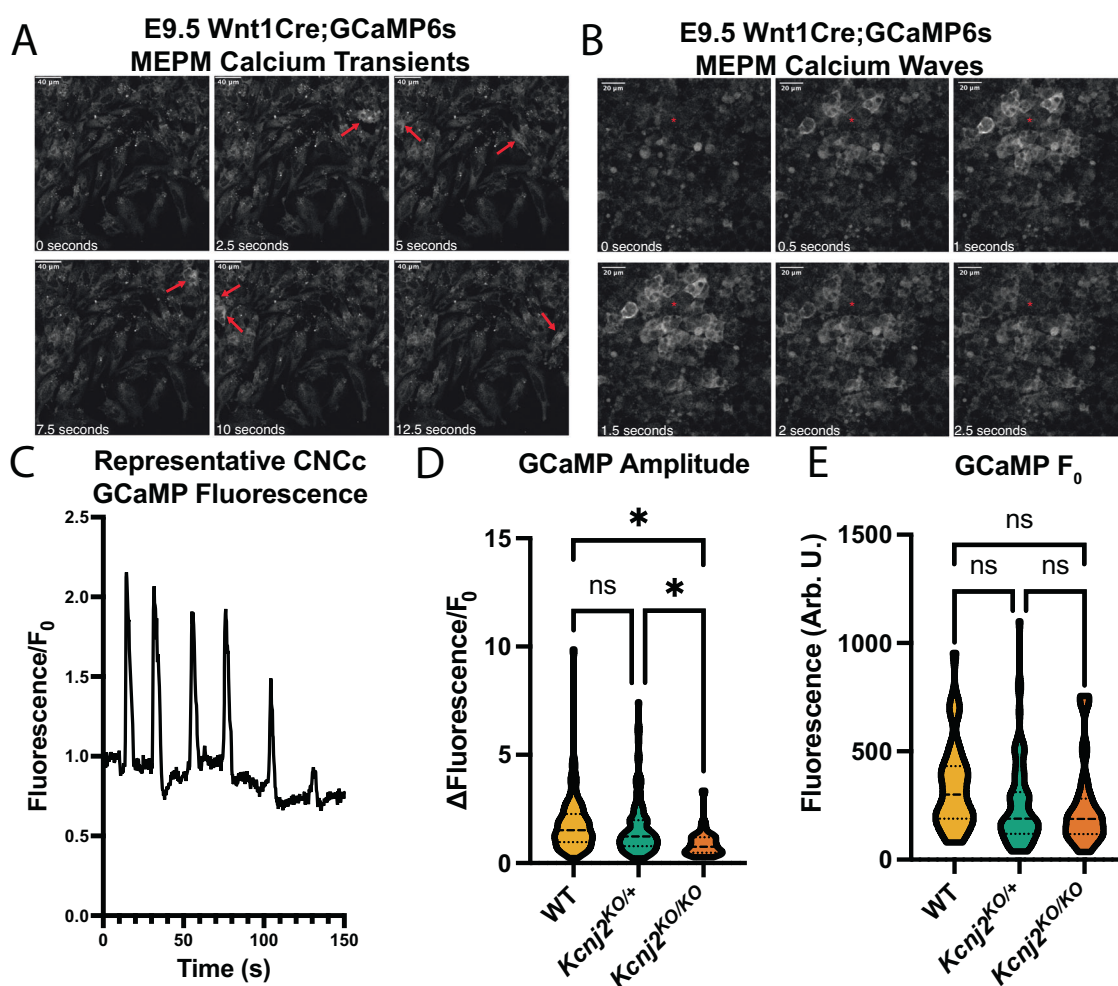 A
E9.5 Wnt1Cre;GCaMP6s
MEPM Calcium Transients
40 μm
40 μm
40 μm
0 seconds
2.5 seconds
5 seconds
40 μm
40 μm
40 μm
7.5 seconds
10 seconds
12.5 seconds
B
E9.5 Wnt1Cre;GCaMP6s
MEPM Calcium Waves
20 μm
20 μm
20 μm
*
*
*
0 seconds
0.5 seconds
1 seconds
20 μm
20 μm
20 μm
*
*
*
1.5 seconds
2 seconds
2.5 seconds
C
Representative CNCc
GCaMP Fluorescence
Fluorescence/F0
2.5
2.0
1.5
1.0
0.5
0.0
0
50
100
150
Time (s)
D
GCaMP Amplitude
ΔFluorescence/F0
15
10
5
0
*
ns
*
WT
Kcnj2KO/+
Kcnj2KO/KO
E
GCaMP F0
Fluorescence (Arb. U.)
1500
1000
500
0
ns
ns
ns
WT
Kcnj2KO/+
Kcnj2KO/KO